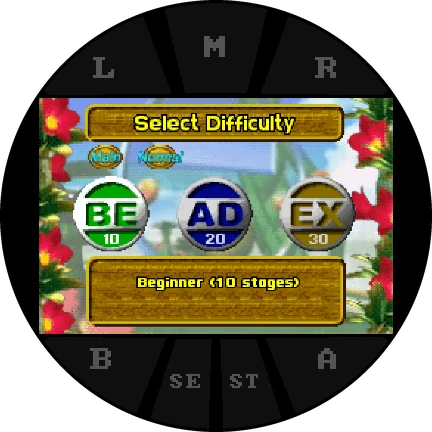 M
L R
Select Difficulty
Main Normal
BE AD EX
10 20 30
Beginner (10 stages)
B A
SE ST